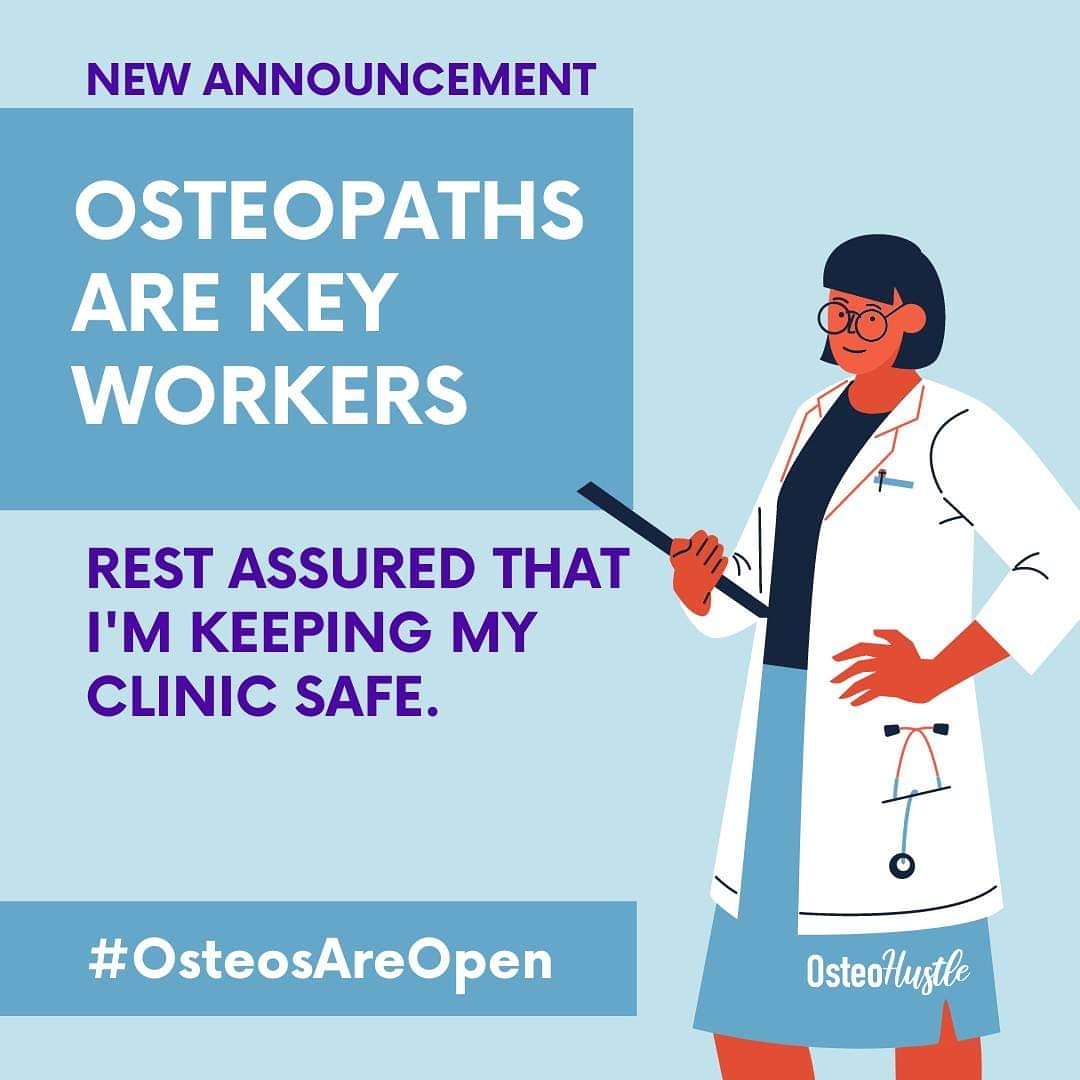 NEW ANNOUNCEMENT
OSTEOPATHS
ARE KEY
WORKERS
REST ASSURED THAT
I'M KEEPING MY
CLINIC SAFE.
#OsteosAreOpen
OsteoHustle